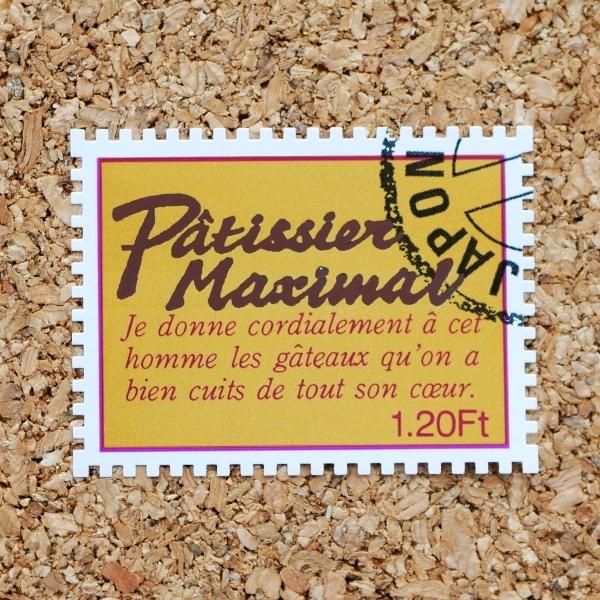 Pâtissier
Maximal
Je donne cordialement â cet
homme les gâteaux qu'on a
bien cuits de tout son cœur.
1.20Ft
JAPON